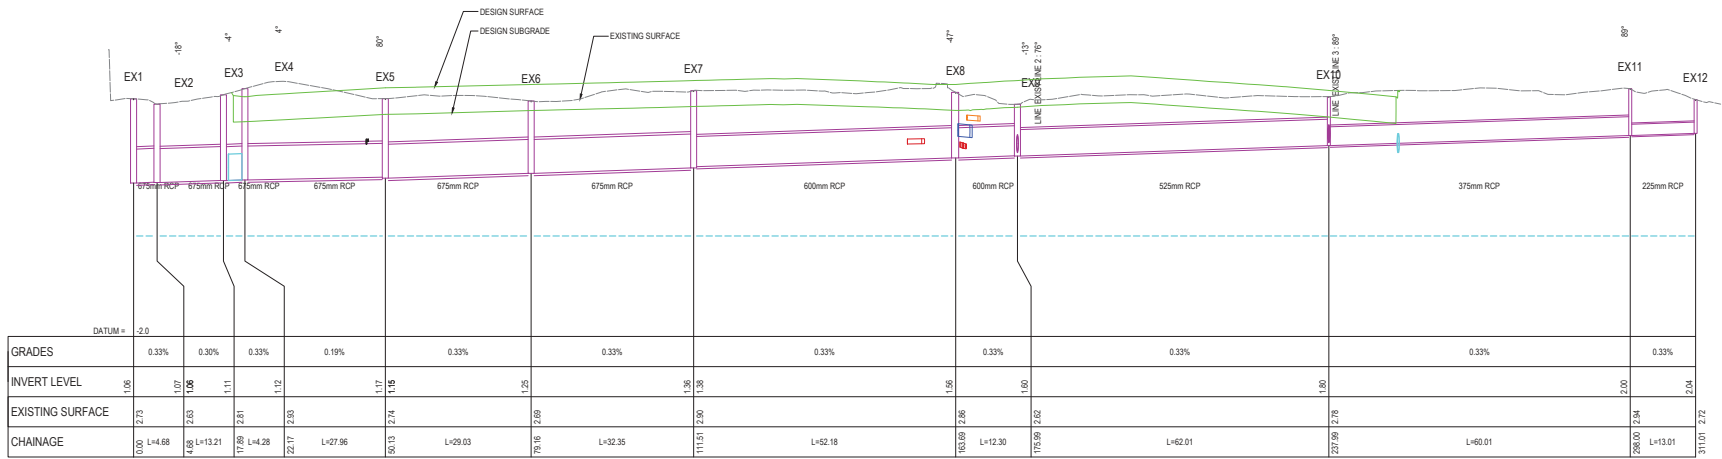 DESIGN SURFACE
DESIGN SUBGRADE
EXISTING SURFACE
-18°
-4°
4°
80°
-47°
-13°
LINE EXISTLINE 2 : 76°
LINE EXISTLINE 3 : 89°
89°
EX1
EX2
EX3
EX4
EX5
EX6
EX7
EX8
EX9
EX10
EX11
EX12
675mm RCP
675mm RCP
675mm RCP
675mm RCP
675mm RCP
675mm RCP
600mm RCP
600mm RCP
525mm RCP
375mm RCP
225mm RCP
DATUM = -2.0
GRADES 0.33% 0.30% 0.33% 0.19% 0.33% 0.33% 0.33% 0.33% 0.33% 0.33% 0.33%
INVERT LEVEL 1.06 1.07 1.06 1.11 1.12 1.17 1.15 1.25 1.36 1.38 1.56 1.60 1.80 2.00 2.04
EXISTING SURFACE 2.73 2.63 2.81 2.93 2.74 2.69 2.90 2.86 2.62 2.78 2.94 2.72
CHAINAGE 0.00 L=4.68 4.68 L=13.21 17.89 L=4.28 22.17 L=27.96 50.13 L=29.03 79.16 L=32.35 111.51 L=52.18 163.69 L=12.30 175.99 L=62.01 237.99 L=60.01 298.00 L=13.01 311.01